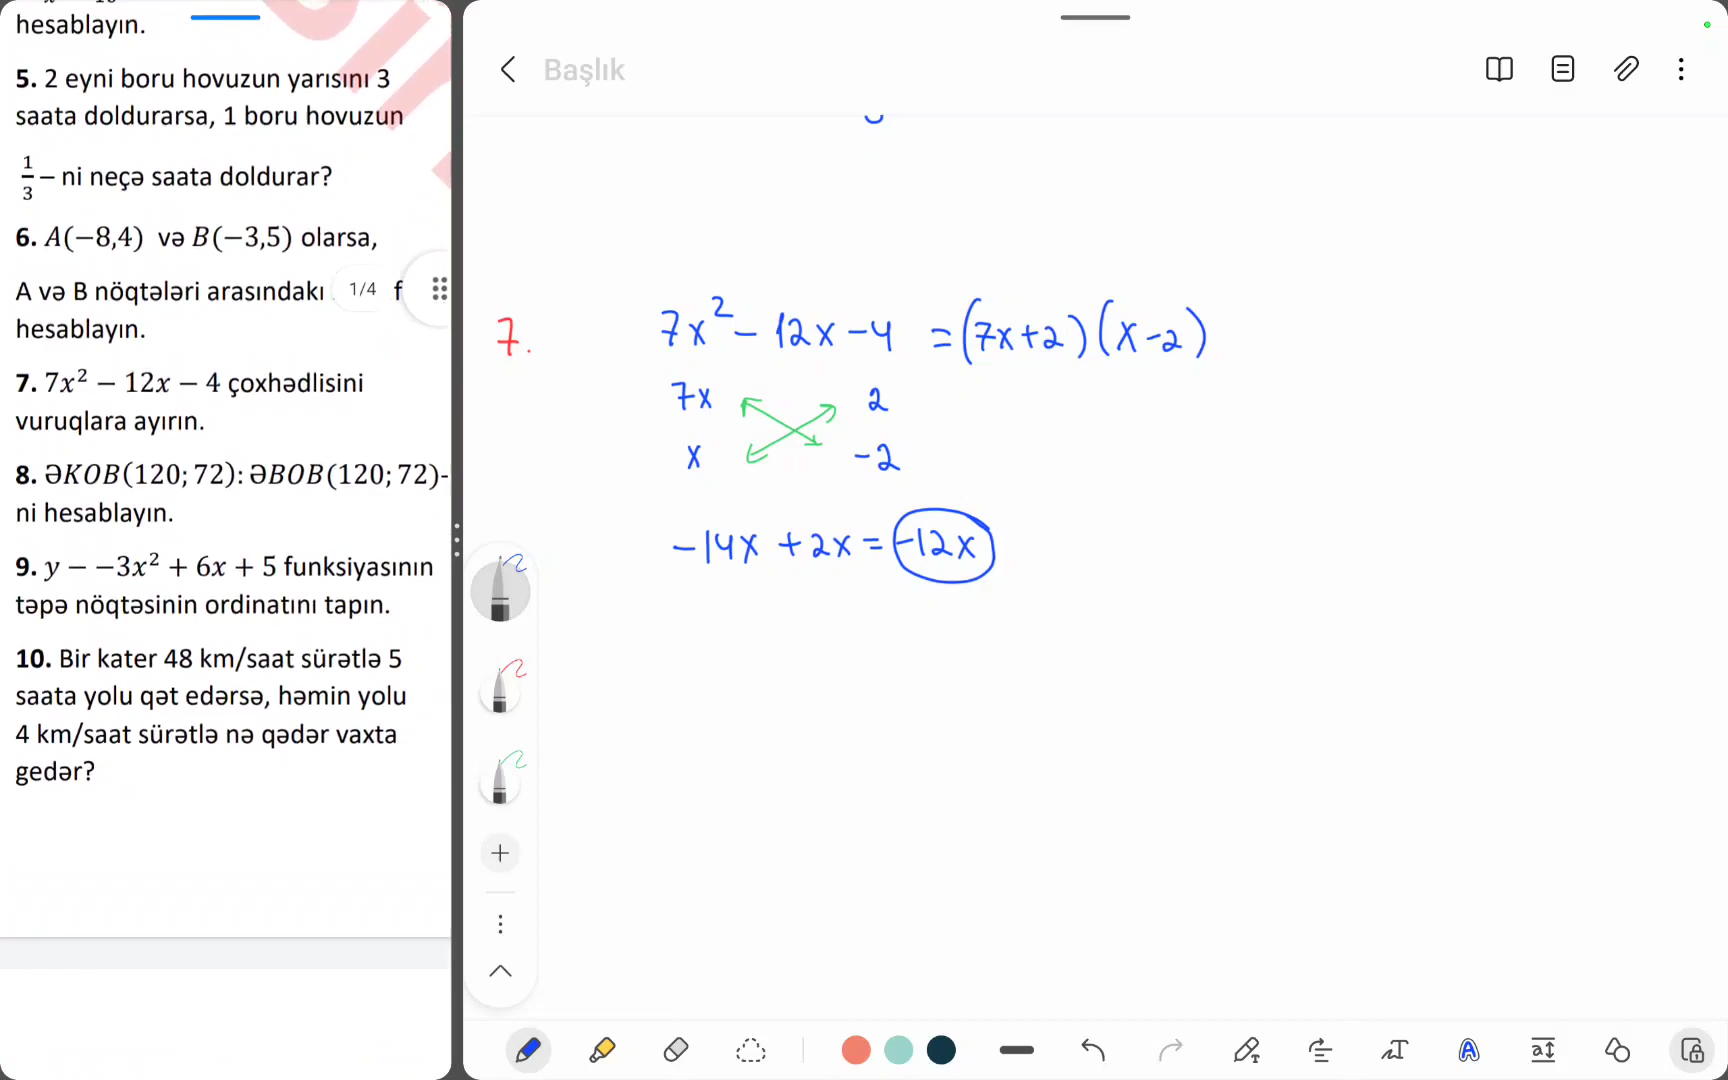 hesablayın.
5. 2 eyni boru hovuzun yarısını 3
saata doldurarsa, 1 boru hovuzun
1/3 – ni neçə saata doldurar?
6. A(−8,4) və B(−3,5) olarsa,
A və B nöqtələri arasındakı
hesablayın.
7. 7x² − 12x − 4 çoxhədlisini
vuruqlara ayırın.
8. ƏKOB(120; 72): ƏBOB(120; 72)-
ni hesablayın.
9. y − −3x² + 6x + 5 funksiyasının
təpə nöqtəsinin ordinatını tapın.
10. Bir kater 48 km/saat sürətlə 5
saata yolu qət edərsə, həmin yolu
4 km/saat sürətlə nə qədər vaxta
gedər?
1/4
Başlık
7. 7x² − 12x − 4 = (7x+2)(x−2)
7x 2
x −2
−14x + 2x = −12x